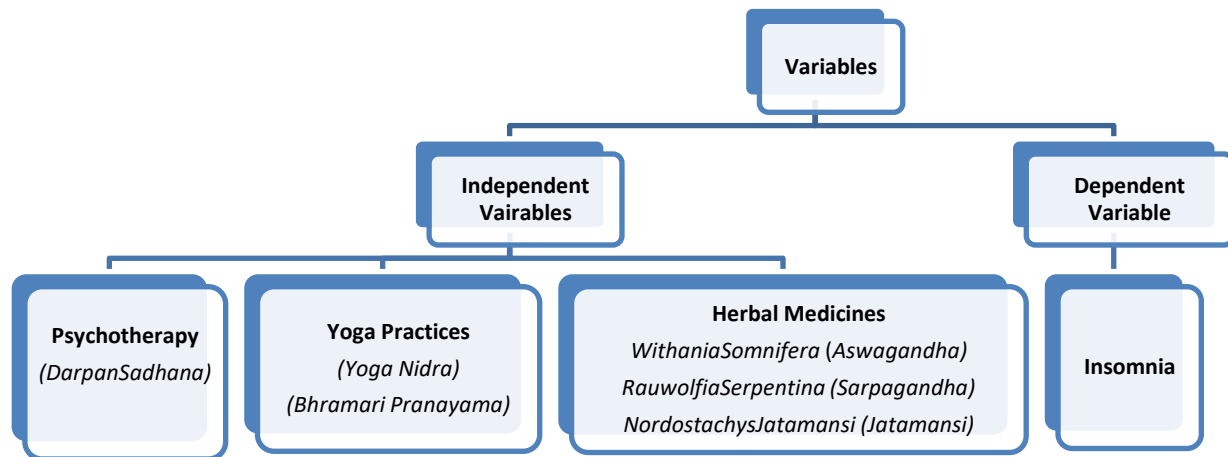 Variables
Independent
Vairables
Dependent
Variable
Psychotherapy
(DarpanSadhana)
Yoga Practices
(Yoga Nidra)
(Bhramari Pranayama)
Herbal Medicines
WithaniaSomnifera (Aswagandha)
RauwolfiaSerpentina (Sarpagandha)
NordostachysJatamansi (Jatamansi)
Insomnia